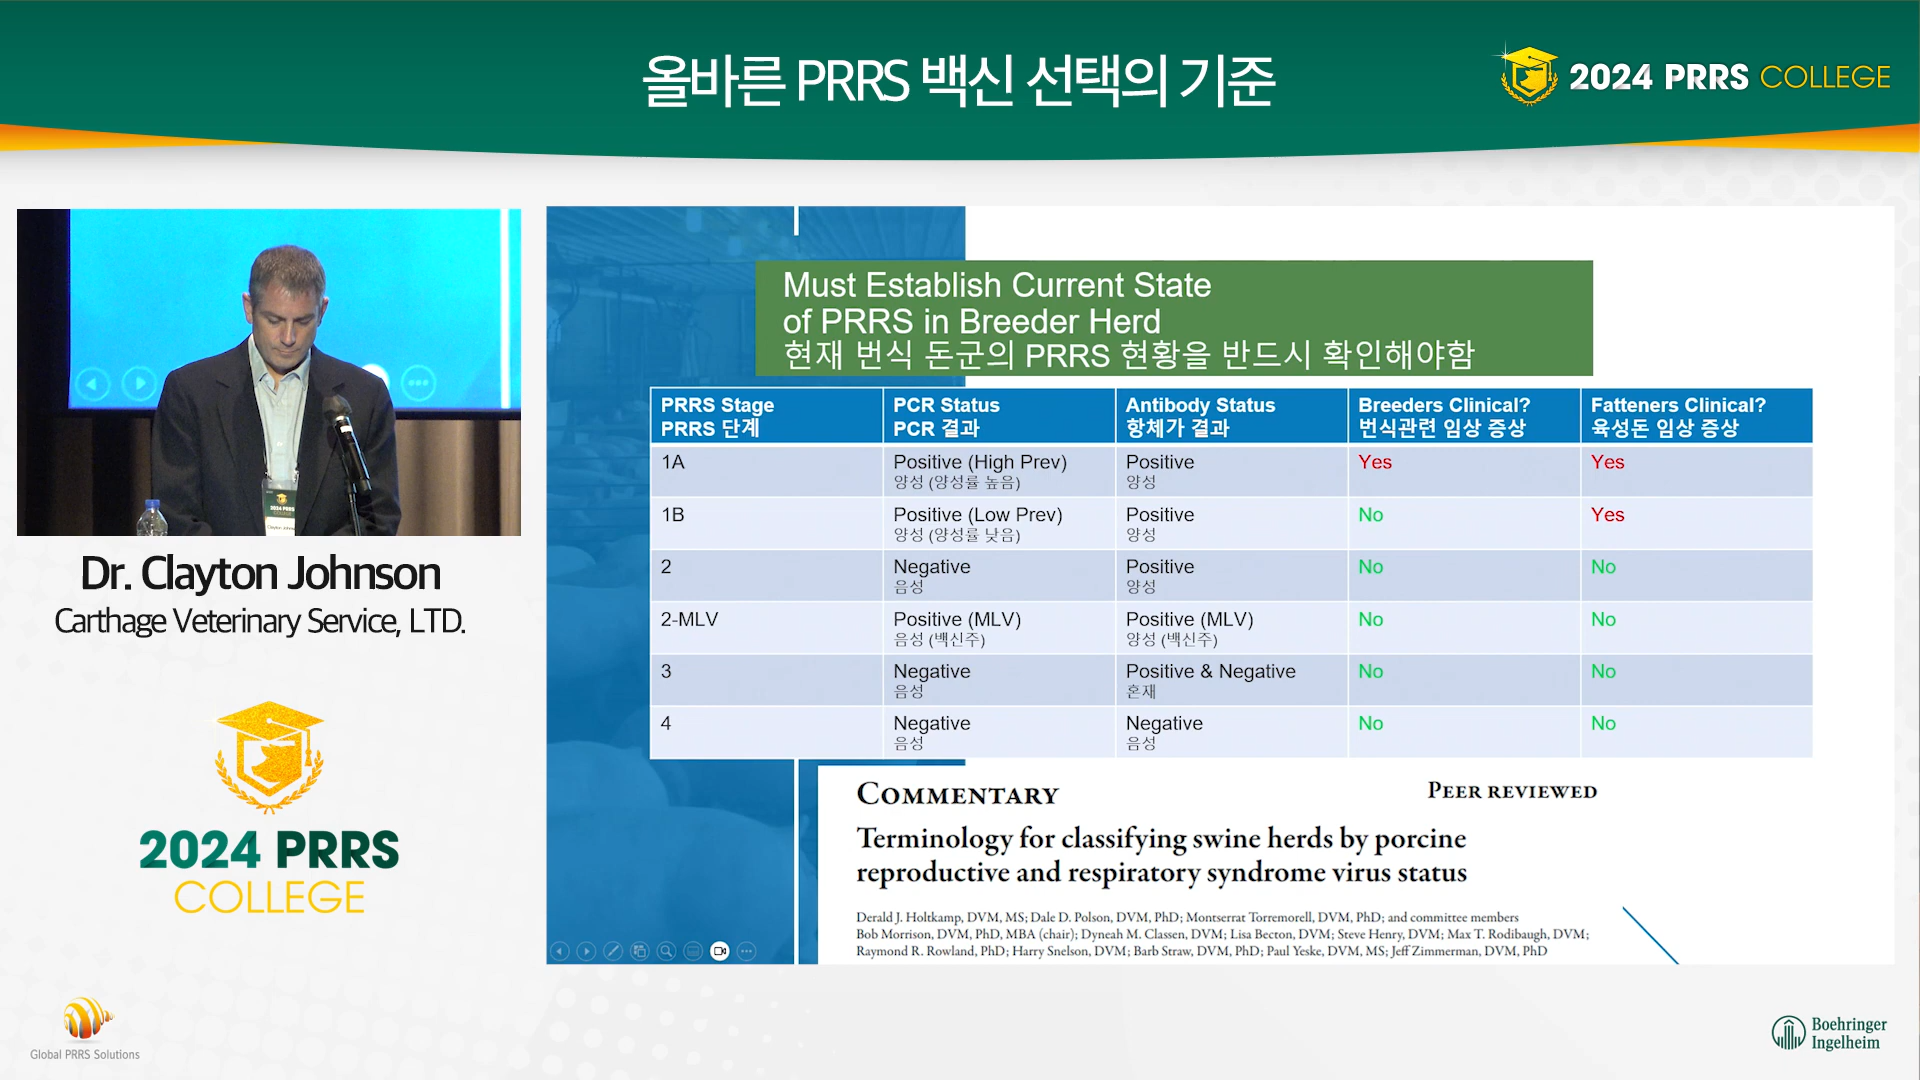 올바른 PRRS 백신 선택의 기준
2024 PRRS COLLEGE
Must Establish Current State
of PRRS in Breeder Herd
현재 번식 돈군의 PRRS 현황을 반드시 확인해야함
PRRS Stage
PRRS 단계
PCR Status
PCR 결과
Antibody Status
항체가 결과
Breeders Clinical?
번식관련 임상 증상
Fatteners Clinical?
육성돈 임상 증상
1A
Positive (High Prev)
양성 (양성률 높음)
Positive
양성
Yes
Yes
1B
Positive (Low Prev)
양성 (양성률 낮음)
Positive
양성
No
Yes
2
Negative
음성
Positive
양성
No
No
2-MLV
Positive (MLV)
음성 (백신주)
Positive (MLV)
양성 (백신주)
No
No
3
Negative
음성
Positive & Negative
혼재
No
No
4
Negative
음성
Negative
음성
No
No
COMMENTARY
PEER REVIEWED
Terminology for classifying swine herds by porcine
reproductive and respiratory syndrome virus status
Derald J. Holtkamp, DVM, MS; Dale D. Polson, DVM, PhD; Montserrat Torremorell, DVM, PhD; and committee members
Bob Morrison, DVM, PhD, MBA (chair); Dyneah M. Classen, DVM; Lisa Becton, DVM; Steve Henry, DVM; Max T. Rodibaugh, DVM;
Raymond R. Rowland, PhD; Harry Snelson, DVM; Barb Straw, DVM, PhD; Paul Yeske, DVM, MS; Jeff Zimmerman, DVM, PhD
Dr. Clayton Johnson
Carthage Veterinary Service, LTD.
2024 PRRS
COLLEGE
Global PRRS Solutions
Boehringer
Ingelheim